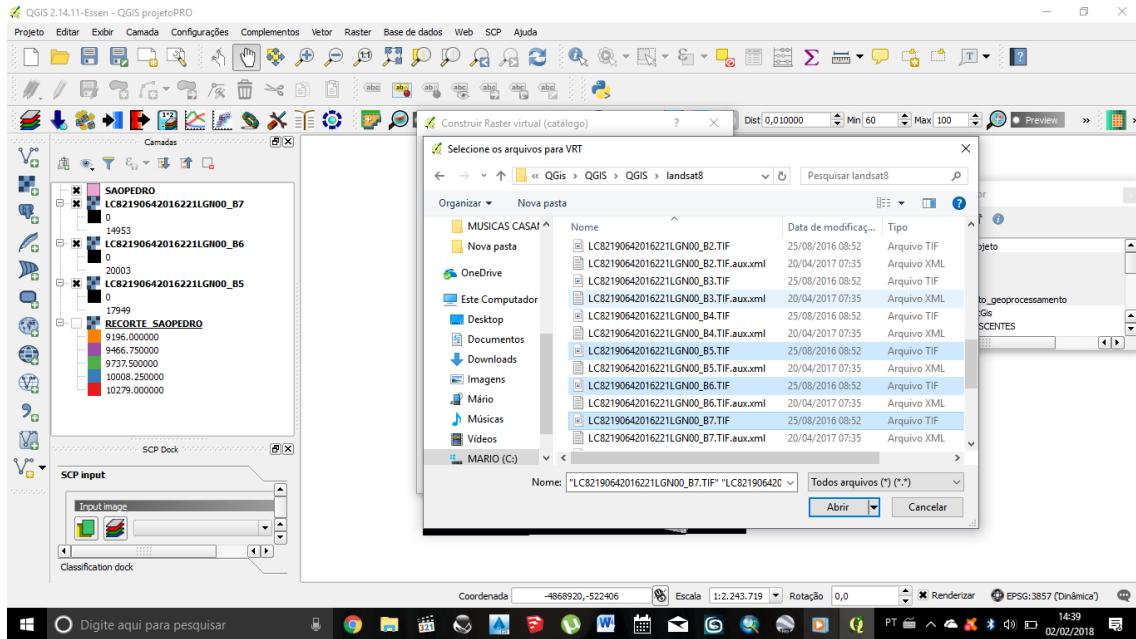 QGIS 2.14.11-Essen - QGIS projetoPRO
Projeto Editar Exibir Camada Configurações Complementos Vetor Raster Base de dados Web SCP Ajuda
Dist 0,010000 Min 60 Max 100 Preview »
Camadas
SAOPEDRO
LC82190642016221LGN00_B7
0
14953
LC82190642016221LGN00_B6
0
20003
LC82190642016221LGN00_B5
0
17949
RECORTE_SAOPEDRO
9196.000000
9466.750000
9737.500000
10008.250000
10279.000000
SCP Dock
SCP input
Input image
Classification dock
Construir Raster virtual (catálogo) ?
Selecione os arquivos para VRT
« QGis › QGIS › QGIS › landsat8
Pesquisar landsat8
Organizar Nova pasta
MUSICAS CASAI
Nova pasta
OneDrive
Este Computador
Desktop
Documentos
Downloads
Imagens
Mário
Músicas
Vídeos
MARIO (C:)
Nome Data de modificaç... Tipo
LC82190642016221LGN00_B2.TIF 25/08/2016 08:52 Arquivo TIF
LC82190642016221LGN00_B2.TIF.aux.xml 20/04/2017 07:35 Arquivo XML
LC82190642016221LGN00_B3.TIF 25/08/2016 08:52 Arquivo TIF
LC82190642016221LGN00_B3.TIF.aux.xml 20/04/2017 07:35 Arquivo XML
LC82190642016221LGN00_B4.TIF 25/08/2016 08:52 Arquivo TIF
LC82190642016221LGN00_B4.TIF.aux.xml 20/04/2017 07:35 Arquivo XML
LC82190642016221LGN00_B5.TIF 25/08/2016 08:52 Arquivo TIF
LC82190642016221LGN00_B5.TIF.aux.xml 20/04/2017 07:35 Arquivo XML
LC82190642016221LGN00_B6.TIF 25/08/2016 08:52 Arquivo TIF
LC82190642016221LGN00_B6.TIF.aux.xml 20/04/2017 07:35 Arquivo XML
LC82190642016221LGN00_B7.TIF 25/08/2016 08:52 Arquivo TIF
LC82190642016221LGN00_B7.TIF.aux.xml 20/04/2017 07:35 Arquivo XML
Nome: "LC82190642016221LGN00_B7.TIF" "LC821906420 Todos arquivos (*) (*.*)
Abrir Cancelar
to_geoprocessamento
SCENTES
Coordenada -4868920,-522406 Escala 1:2.243.719 Rotação 0,0 Renderizar EPSG:3857 (Dinâmica')
Digite aqui para pesquisar
PT
14:39
02/02/2018